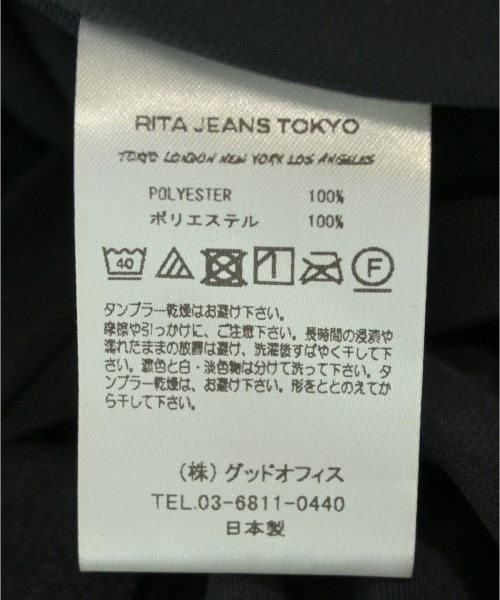 RITA JEANS TOKYO
TOKYO LONDON NEW YORK LOS ANGELES
POLYESTER 100%
ポリエステル 100%
40 F
タンブラー乾燥はお避け下さい。
摩擦や引っかけに、ご注意下さい。長時間の浸漬や
濡れたままの放置は避け、洗濯後すばやく干して下
さい。濃色と白・淡色物は分けて洗って下さい。タ
ンブラー乾燥は、お避け下さい。形をととのえてか
ら干して下さい。
(株)グッドオフィス
TEL.03-6811-0440
日本製